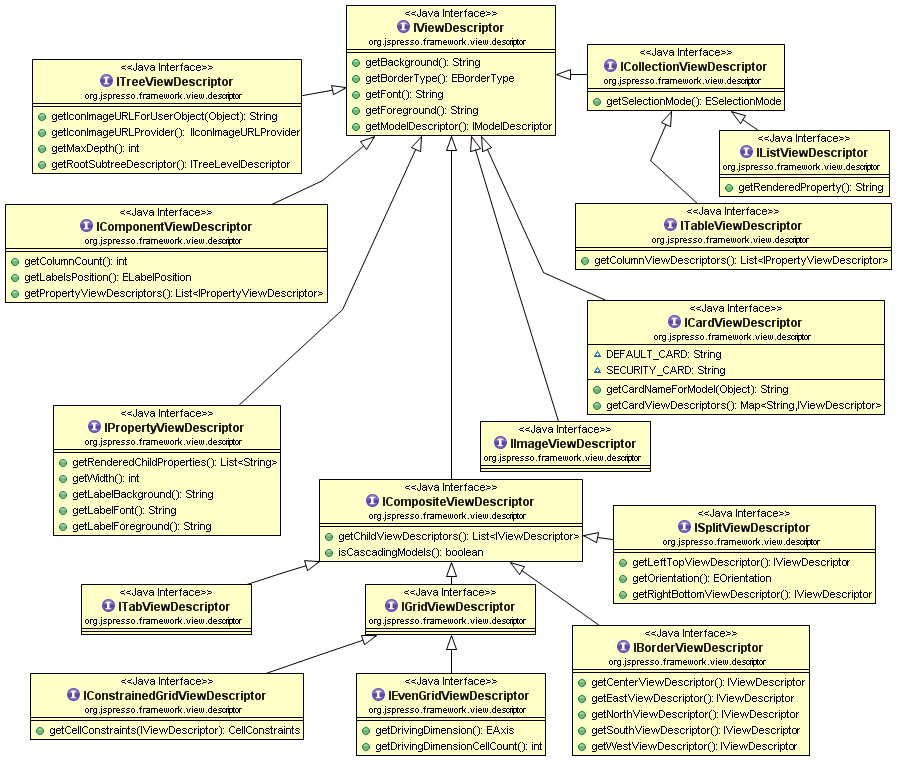 <<Java Interface>>
IViewDescriptor
org.jspresso.framework.view.descriptor
getBackground(): String
getBorderType(): EBorderType
getFont(): String
getForeground(): String
getModelDescriptor(): IModelDescriptor
<<Java Interface>>
ITreeViewDescriptor
org.jspresso.framework.view.descriptor
getIconImageURLForUserObject(Object): String
getIconImageURLProvider(): IIconImageURLProvider
getMaxDepth(): int
getRootSubtreeDescriptor(): ITreeLevelDescriptor
<<Java Interface>>
ICollectionViewDescriptor
org.jspresso.framework.view.descriptor
getSelectionMode(): ESelectionMode
<<Java Interface>>
IListViewDescriptor
org.jspresso.framework.view.descriptor
getRenderedProperty(): String
<<Java Interface>>
IComponentViewDescriptor
org.jspresso.framework.view.descriptor
getColumnCount(): int
getLabelsPosition(): ELabelPosition
getPropertyViewDescriptors(): List<IPropertyViewDescriptor>
<<Java Interface>>
ITableViewDescriptor
org.jspresso.framework.view.descriptor
getColumnViewDescriptors(): List<IPropertyViewDescriptor>
<<Java Interface>>
ICardViewDescriptor
org.jspresso.framework.view.descriptor
DEFAULT_CARD: String
SECURITY_CARD: String
getCardNameForModel(Object): String
getCardViewDescriptors(): Map<String,IViewDescriptor>
<<Java Interface>>
IPropertyViewDescriptor
org.jspresso.framework.view.descriptor
getRenderedChildProperties(): List<String>
getWidth(): int
getLabelBackground(): String
getLabelFont(): String
getLabelForeground(): String
<<Java Interface>>
IImageViewDescriptor
org.jspresso.framework.view.descriptor
<<Java Interface>>
ICompositeViewDescriptor
org.jspresso.framework.view.descriptor
getChildViewDescriptors(): List<IViewDescriptor>
isCascadingModels(): boolean
<<Java Interface>>
ISplitViewDescriptor
org.jspresso.framework.view.descriptor
getLeftTopViewDescriptor(): IViewDescriptor
getOrientation(): EOrientation
getRightBottomViewDescriptor(): IViewDescriptor
<<Java Interface>>
ITabViewDescriptor
org.jspresso.framework.view.descriptor
<<Java Interface>>
IGridViewDescriptor
org.jspresso.framework.view.descriptor
<<Java Interface>>
IBorderViewDescriptor
org.jspresso.framework.view.descriptor
getCenterViewDescriptor(): IViewDescriptor
getEastViewDescriptor(): IViewDescriptor
getNorthViewDescriptor(): IViewDescriptor
getSouthViewDescriptor(): IViewDescriptor
getWestViewDescriptor(): IViewDescriptor
<<Java Interface>>
IConstrainedGridViewDescriptor
org.jspresso.framework.view.descriptor
getCellConstraints(IViewDescriptor): CellConstraints
<<Java Interface>>
IEvenGridViewDescriptor
org.jspresso.framework.view.descriptor
getDrivingDimension(): EAxis
getDrivingDimensionCellCount(): int